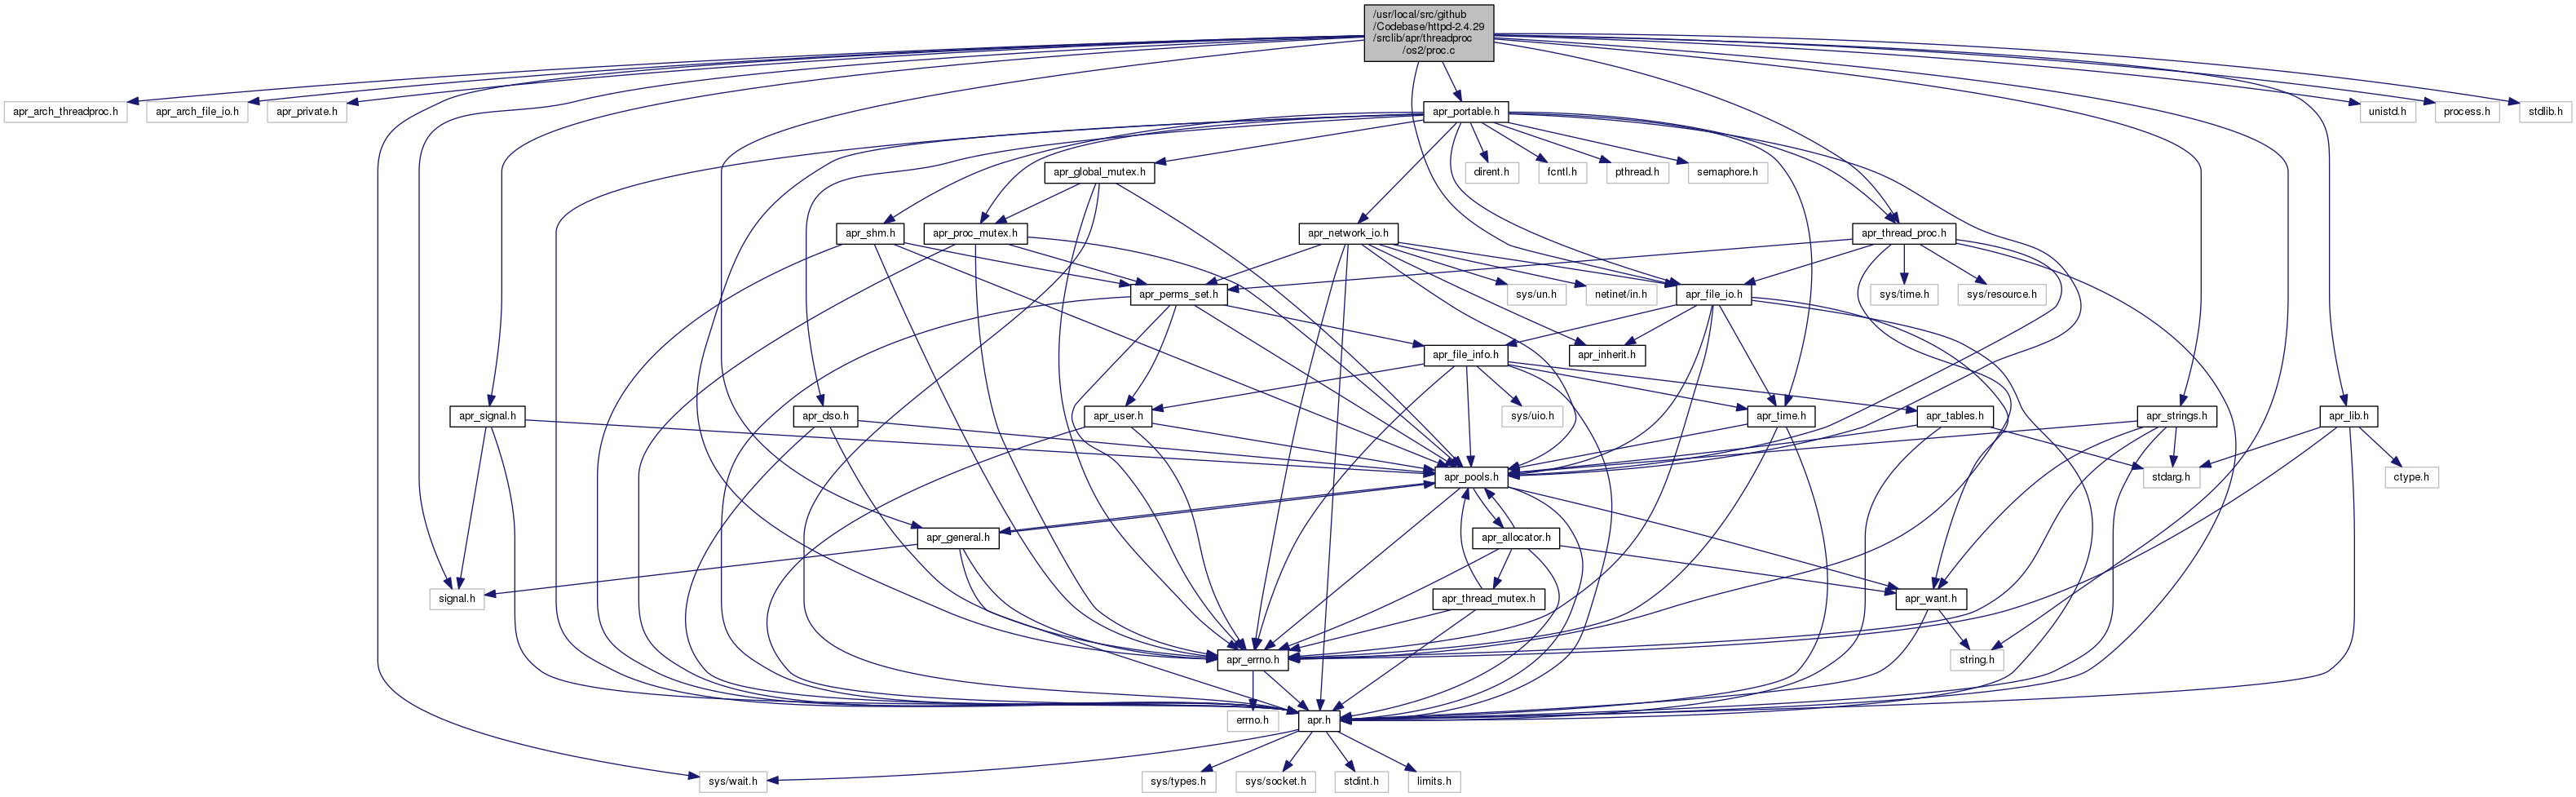 /usr/local/src/github
/Codebase/httpd-2.4.29
/srclib/apr/threadproc
/os2/proc.c
apr_arch_threadproc.h
apr_arch_file_io.h
apr_private.h
apr_portable.h
unistd.h
process.h
stdlib.h
apr_global_mutex.h
dirent.h
fcntl.h
pthread.h
semaphore.h
apr_shm.h
apr_proc_mutex.h
apr_network_io.h
apr_thread_proc.h
apr_perms_set.h
sys/un.h
netinet/in.h
apr_file_io.h
sys/time.h
sys/resource.h
apr_file_info.h
apr_inherit.h
apr_signal.h
apr_dso.h
apr_user.h
sys/uio.h
apr_time.h
apr_tables.h
apr_strings.h
apr_lib.h
apr_pools.h
stdarg.h
ctype.h
apr_general.h
apr_allocator.h
signal.h
apr_thread_mutex.h
apr_want.h
apr_errno.h
string.h
errno.h
apr.h
sys/wait.h
sys/types.h
sys/socket.h
stdint.h
limits.h